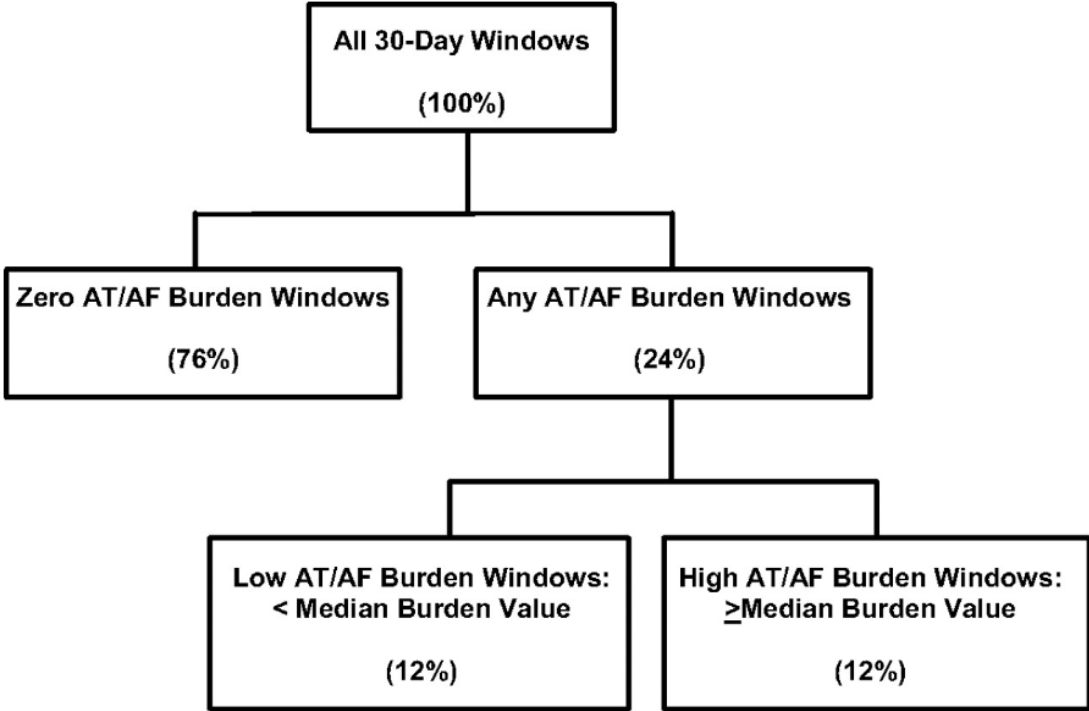 All 30-Day Windows
(100%)
Zero AT/AF Burden Windows
(76%)
Any AT/AF Burden Windows
(24%)
Low AT/AF Burden Windows:
< Median Burden Value
(12%)
High AT/AF Burden Windows:
≥Median Burden Value
(12%)